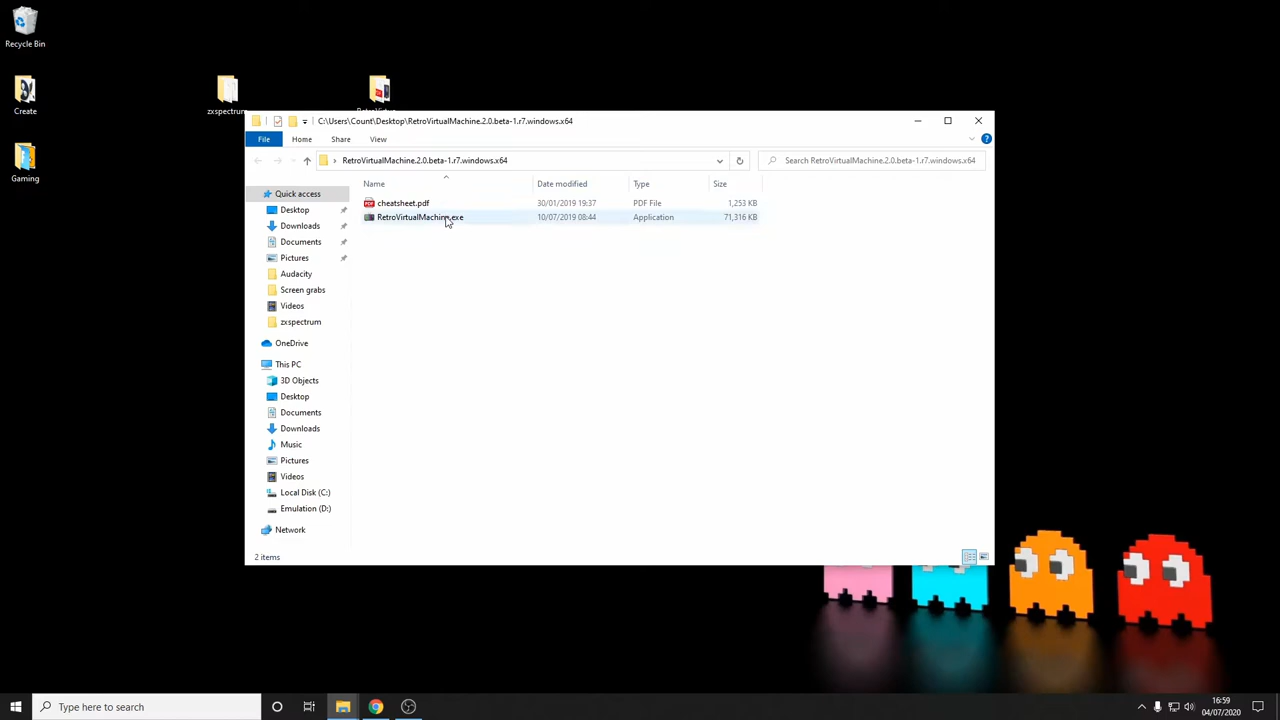 Recycle Bin
Create
zxspectrum
Gaming
C:\Users\Count\Desktop\RetroVirtualMachine.2.0.beta-1.r7.windows.x64
File Home Share View
RetroVirtualMachine.2.0.beta-1.r7.windows.x64
Search RetroVirtualMachine.2.0.beta-1.r7.windows.x64
Name Date modified Type Size
cheatsheet.pdf 30/01/2019 19:37 PDF File 1,253 KB
RetroVirtualMachine.exe 10/07/2019 08:44 Application 71,316 KB
Quick access
Desktop
Downloads
Documents
Pictures
Audacity
Screen grabs
Videos
zxspectrum
OneDrive
This PC
3D Objects
Desktop
Documents
Downloads
Music
Pictures
Videos
Local Disk (C:)
Emulation (D:)
Network
2 items
Type here to search
16:59
04/07/2020